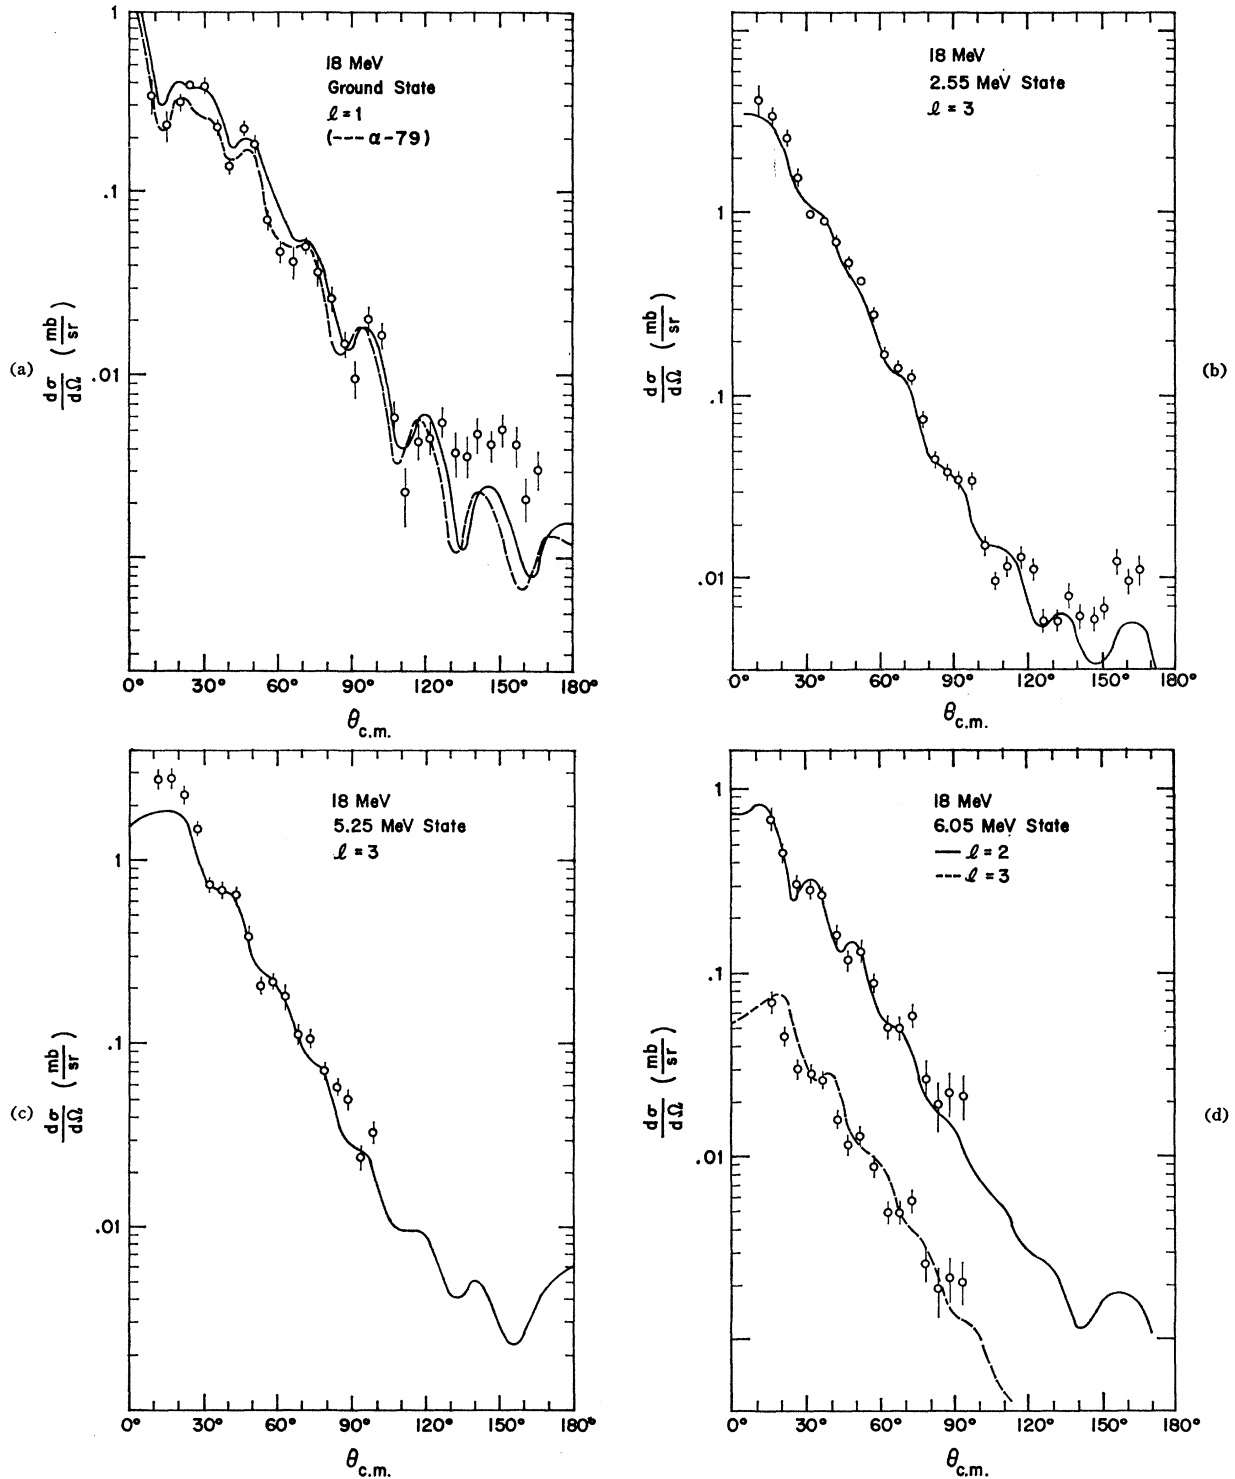 (a)
dσ/dΩ (mb/sr)
1
.1
.01
18 MeV
Ground State
ℓ = 1
(--- α-79)
0° 30° 60° 90° 120° 150° 180°
θc.m.
(b)
dσ/dΩ (mb/sr)
1
.1
.01
18 MeV
2.55 MeV State
ℓ = 3
0° 30° 60° 90° 120° 150° 180°
θc.m.
(c)
dσ/dΩ (mb/sr)
1
.1
.01
18 MeV
5.25 MeV State
ℓ = 3
0° 30° 60° 90° 120° 150° 180°
θc.m.
(d)
dσ/dΩ (mb/sr)
1
.1
.01
18 MeV
6.05 MeV State
— ℓ = 2
--- ℓ = 3
0° 30° 60° 90° 120° 150° 180°
θc.m.